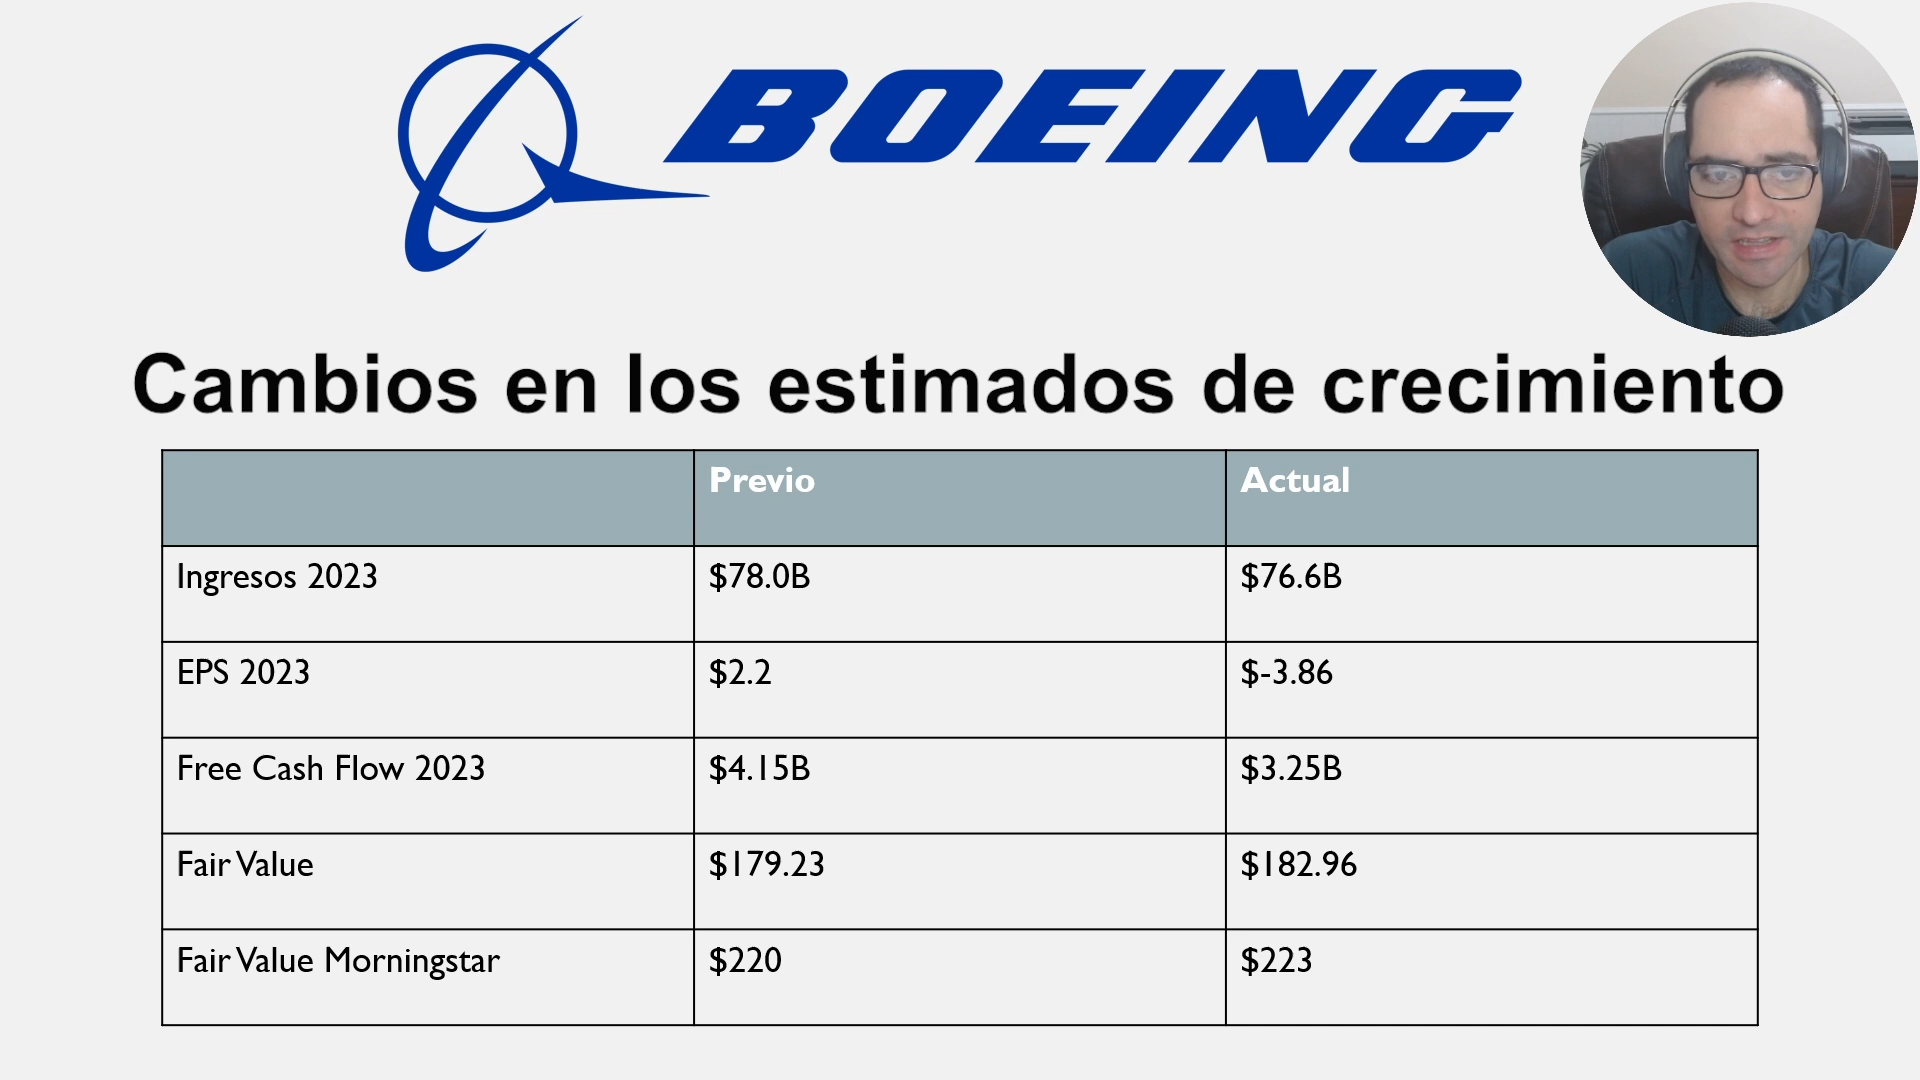 BOEING
Cambios en los estimados de crecimiento
Previo Actual
Ingresos 2023 $78.0B $76.6B
EPS 2023 $2.2 $-3.86
Free Cash Flow 2023 $4.15B $3.25B
Fair Value $179.23 $182.96
Fair Value Morningstar $220 $223